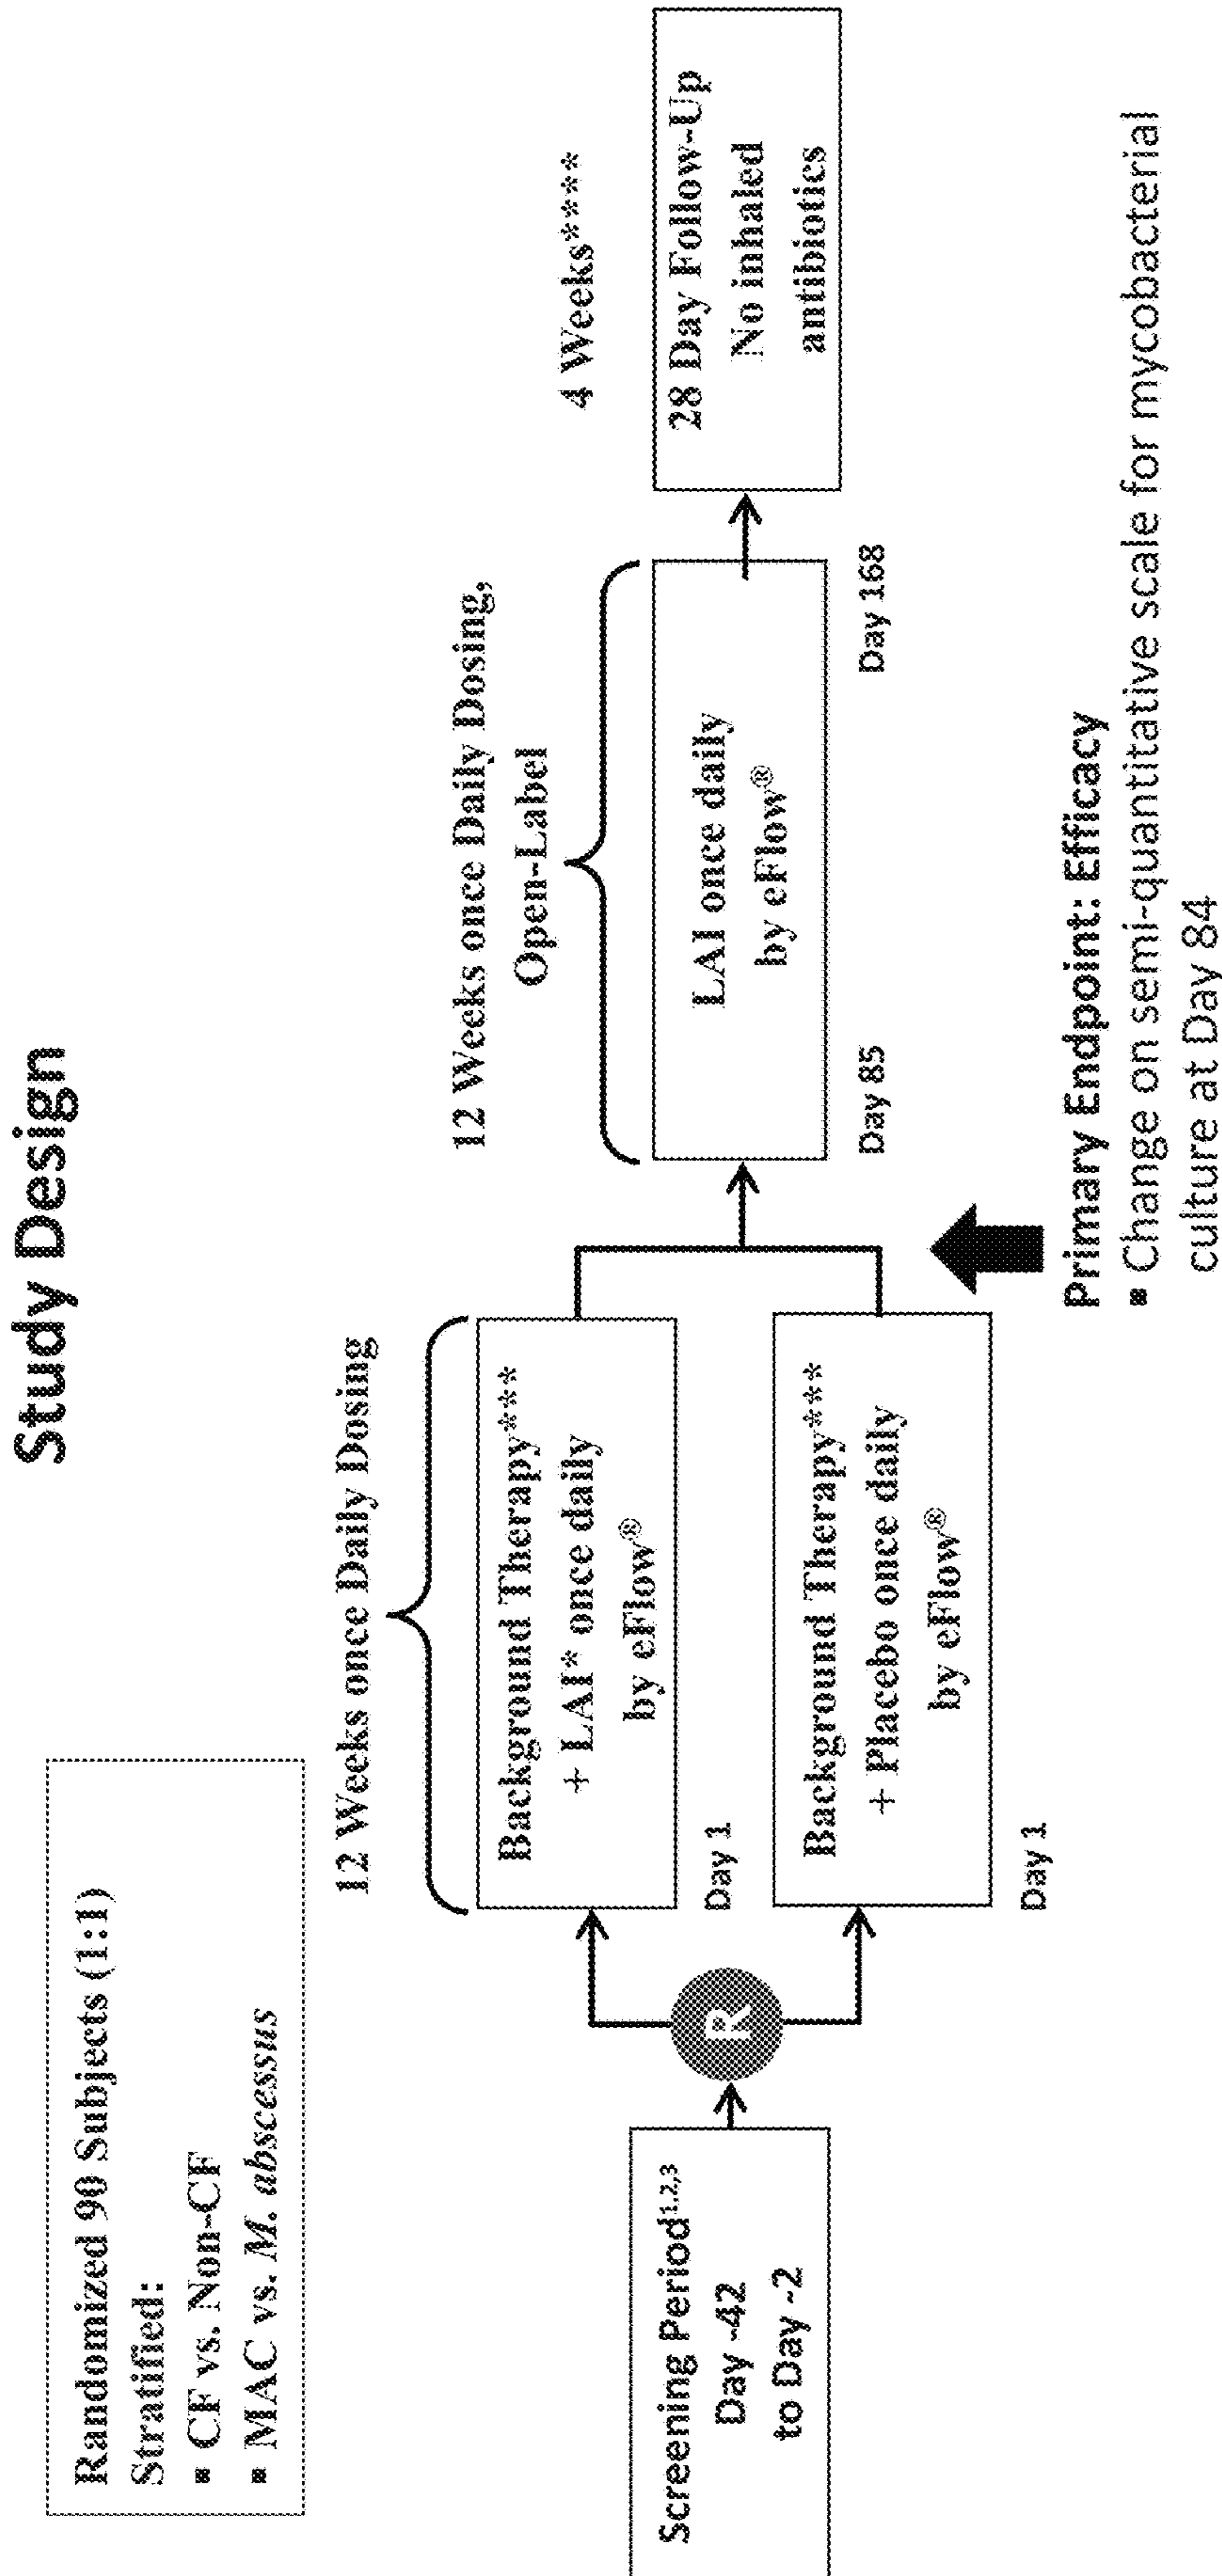 Study Design
Randomized 90 Subjects (1:1)
Stratified:
▪ CF vs. Non-CF
▪ MAC vs. M. abscessus
12 Weeks once Daily Dosing
12 Weeks once Daily Dosing,
Open-Label
4 Weeks****
Screening Period1,2,3
Day -42
to Day -2
R
Background Therapy***
+ LAI* once daily
by eFlow®
Day 1
Background Therapy***
+ Placebo once daily
by eFlow®
Day 1
LAI once daily
by eFlow®
Day 85
Day 168
28 Day Follow-Up
No inhaled
antibiotics
Primary Endpoint: Efficacy
▪ Change on semi-quantitative scale for mycobacterial
culture at Day 84